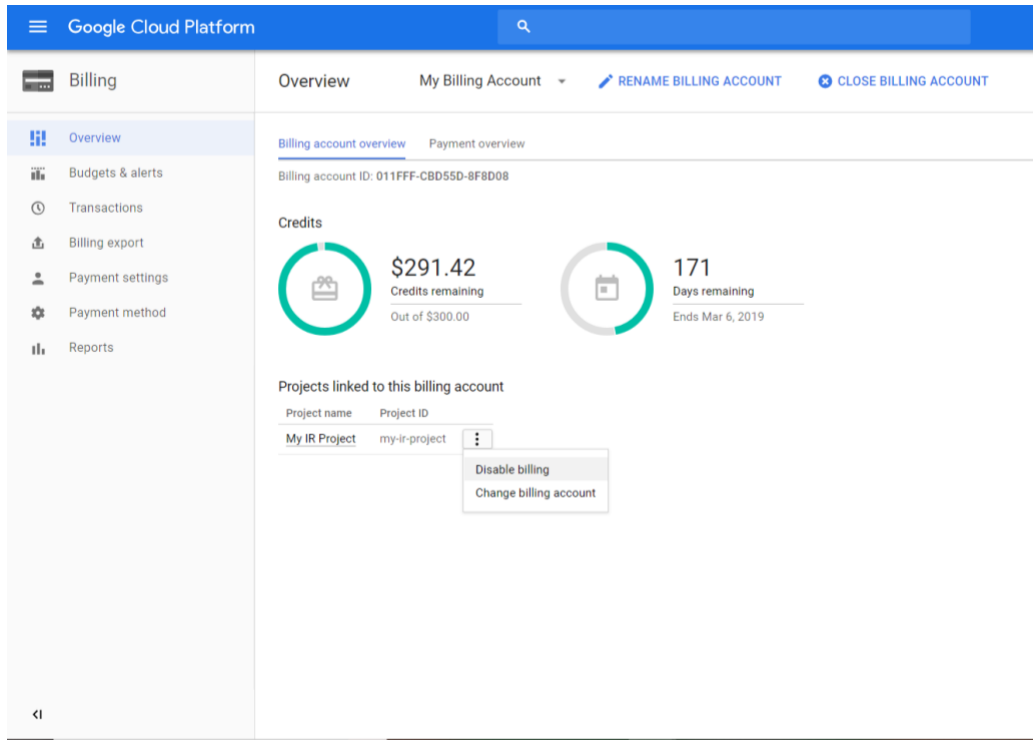 Google Cloud Platform
Billing
Overview My Billing Account RENAME BILLING ACCOUNT CLOSE BILLING ACCOUNT
Overview
Budgets & alerts
Transactions
Billing export
Payment settings
Payment method
Reports
Billing account overview Payment overview
Billing account ID: 011FFF-CBD55D-8F8D08
Credits
$291.42
Credits remaining
Out of $300.00
171
Days remaining
Ends Mar 6, 2019
Projects linked to this billing account
Project name Project ID
My IR Project my-ir-project
Disable billing
Change billing account